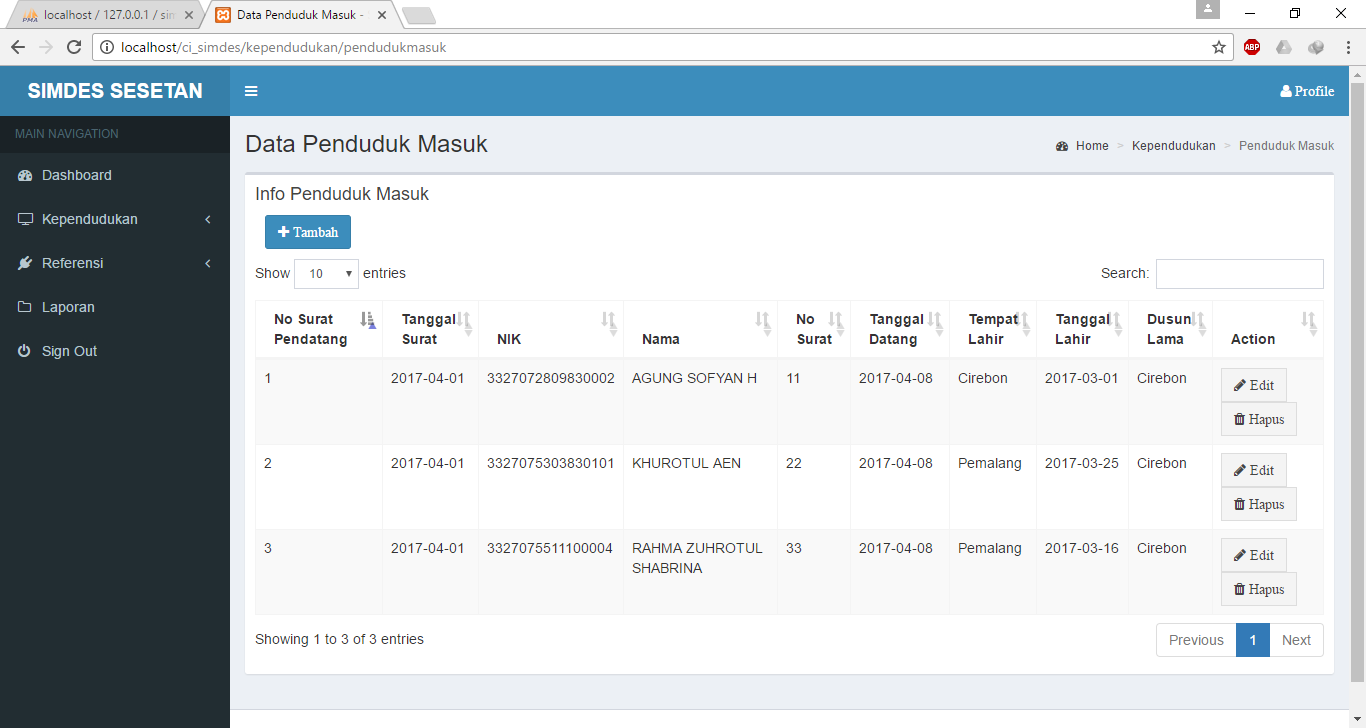 localhost / 127.0.0.1 / sim
Data Penduduk Masuk -
localhost/ci_simdes/kependudukan/pendudukmasuk
ABP
SIMDES SESETAN
Profile
MAIN NAVIGATION
Dashboard
Kependudukan
Referensi
Laporan
Sign Out
Data Penduduk Masuk
Home > Kependudukan > Penduduk Masuk
Info Penduduk Masuk
Tambah
Show 10 entries
Search:
No Surat Pendatang Tanggal Surat NIK Nama No Surat Tanggal Datang Tempat Lahir Tanggal Lahir Dusun Lama Action
1 2017-04-01 3327072809830002 AGUNG SOFYAN H 11 2017-04-08 Cirebon 2017-03-01 Cirebon Edit
Hapus
2 2017-04-01 3327075303830101 KHUROTUL AEN 22 2017-04-08 Pemalang 2017-03-25 Cirebon Edit
Hapus
3 2017-04-01 3327075511100004 RAHMA ZUHROTUL SHABRINA 33 2017-04-08 Pemalang 2017-03-16 Cirebon Edit
Hapus
Showing 1 to 3 of 3 entries
Previous 1 Next